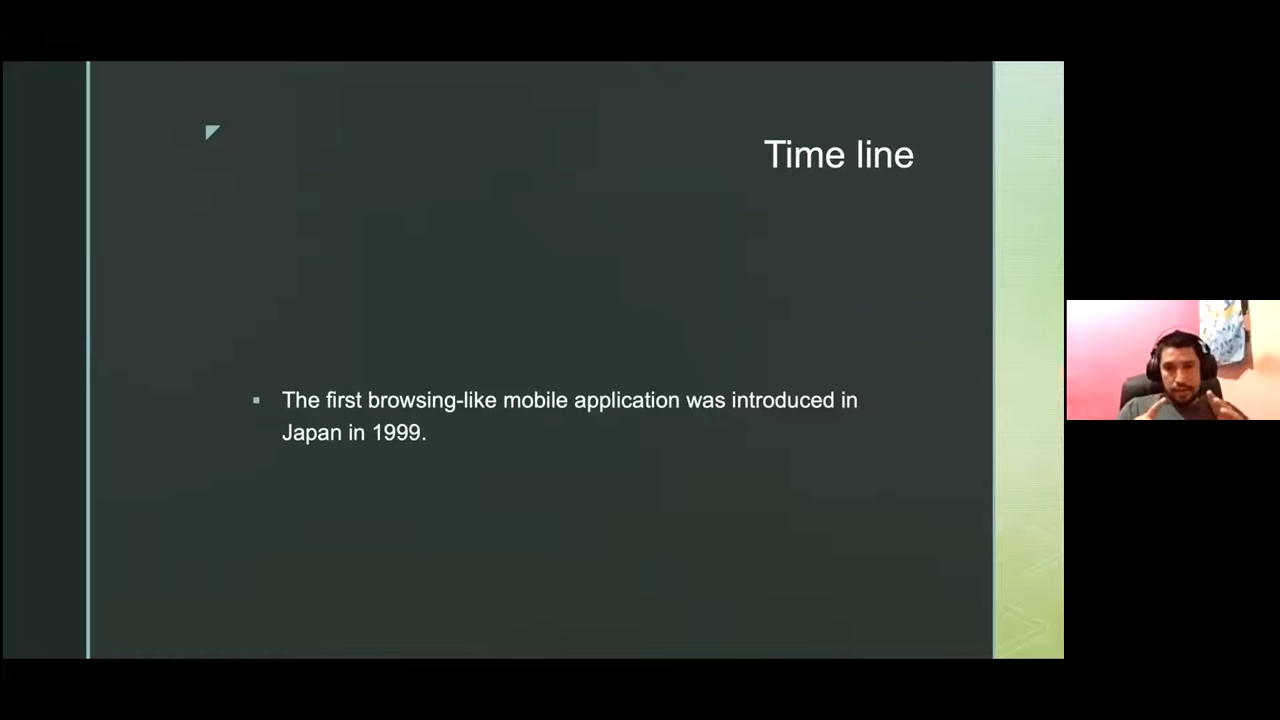 Time line
▪ The first browsing-like mobile application was introduced in
Japan in 1999.